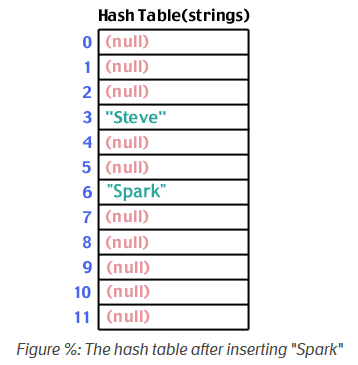 Hash Table(strings)
0 (null)
1 (null)
2 (null)
3 "Steve"
4 (null)
5 (null)
6 "Spark"
7 (null)
8 (null)
9 (null)
10 (null)
11 (null)
Figure %: The hash table after inserting "Spark"